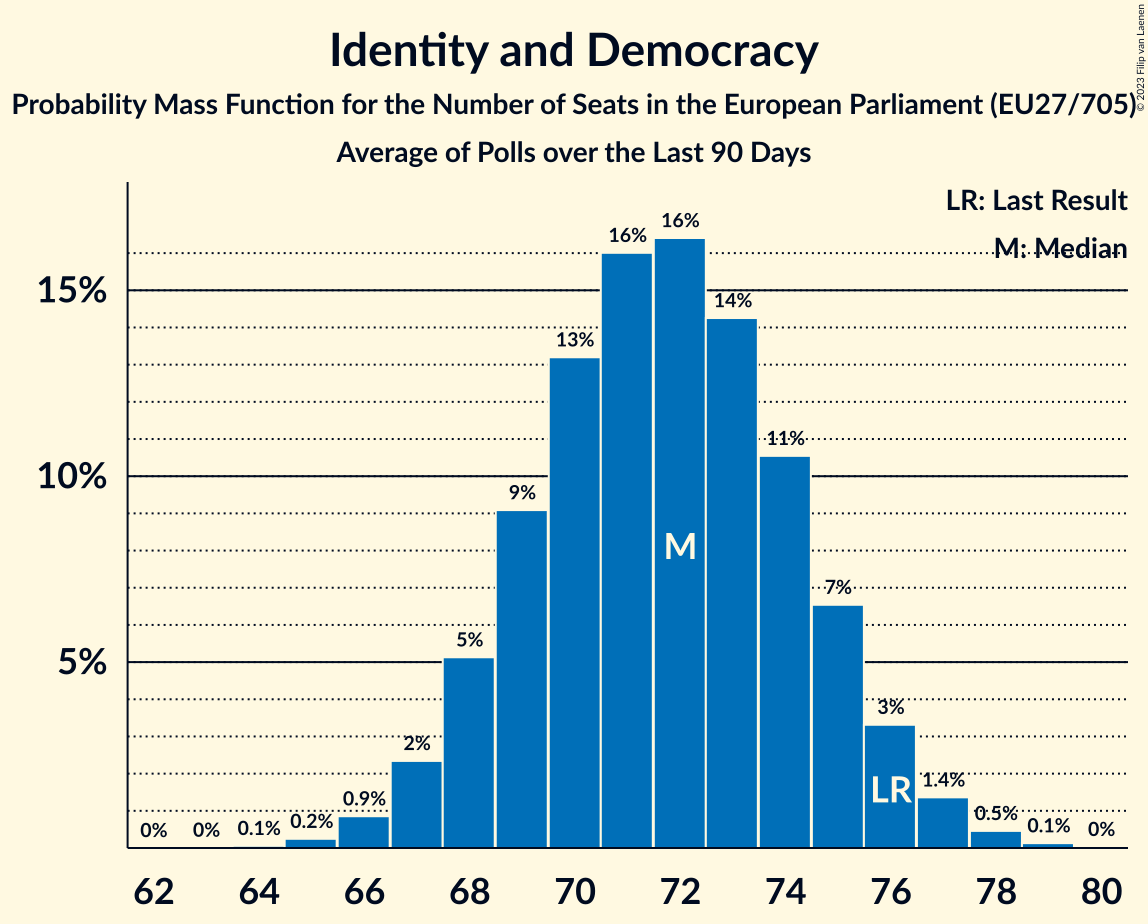 Identity and Democracy
Probability Mass Function for the Number of Seats in the European Parliament (EU27/705)
Average of Polls over the Last 90 Days
© 2023 Filip van Laenen
LR: Last Result
M: Median
15%
10%
5%
0%
0%
0.1%
0.2%
0.9%
2%
5%
9%
13%
16%
16%
14%
11%
7%
3%
1.4%
0.5%
0.1%
0%
M
LR
62 64 66 68 70 72 74 76 78 80